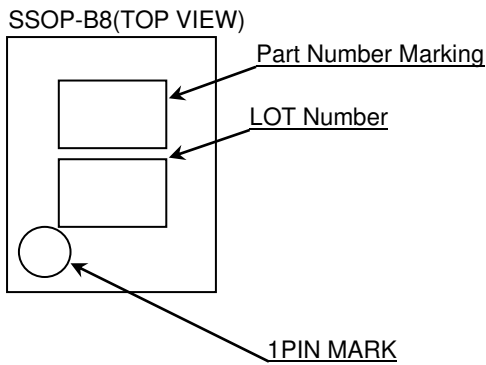 SSOP-B8(TOP VIEW)
Part Number Marking
LOT Number
1PIN MARK